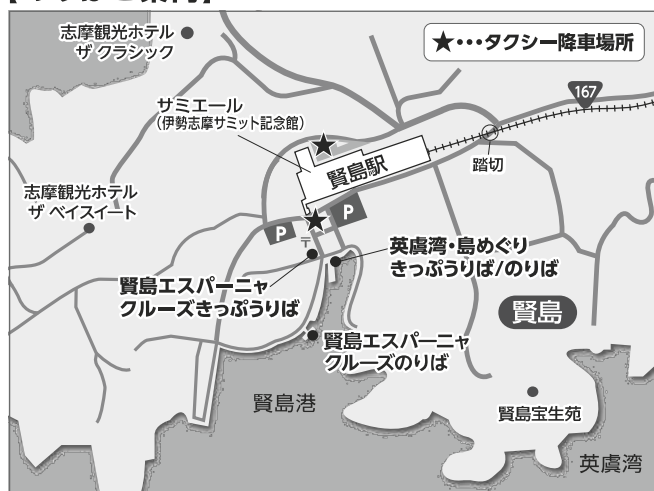 志摩観光ホテル
ザ クラシック
★・・・タクシー降車場所
167
サミエール
(伊勢志摩サミット記念館)
賢島駅
踏切
志摩観光ホテル
ザ ベイスイート
P
P
〒
英虞湾・島めぐり
きっぷうりば/のりば
賢島エスパーニャ
クルーズきっぷうりば
賢島
賢島エスパーニャ
クルーズのりば
賢島港
賢島宝生苑
英虞湾